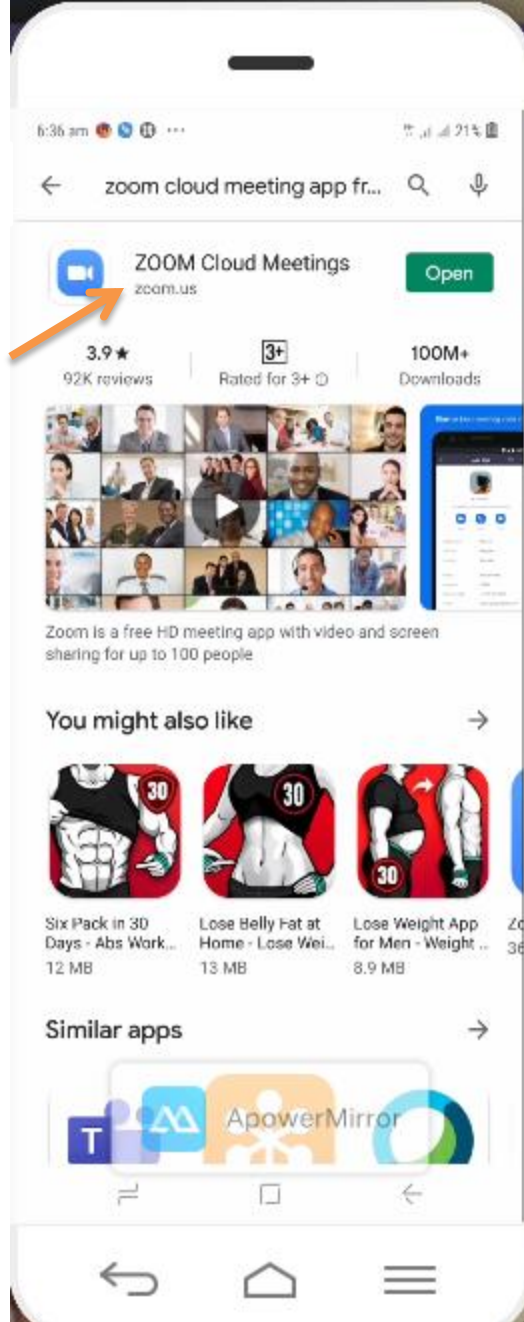 6:36 am ... 21%
zoom cloud meeting app fr...
ZOOM Cloud Meetings
zoom.us
Open
3.9★ 3+ 100M+
92K reviews Rated for 3+ Downloads
Zoom is a free HD meeting app with video and screen
sharing for up to 100 people
You might also like
30 30 30
Six Pack in 30 Lose Belly Fat at Lose Weight App Zo
Days - Abs Work... Home - Lose Wei... for Men - Weight ... 36
12 MB 13 MB 8.9 MB
Similar apps
T ApowerMirror